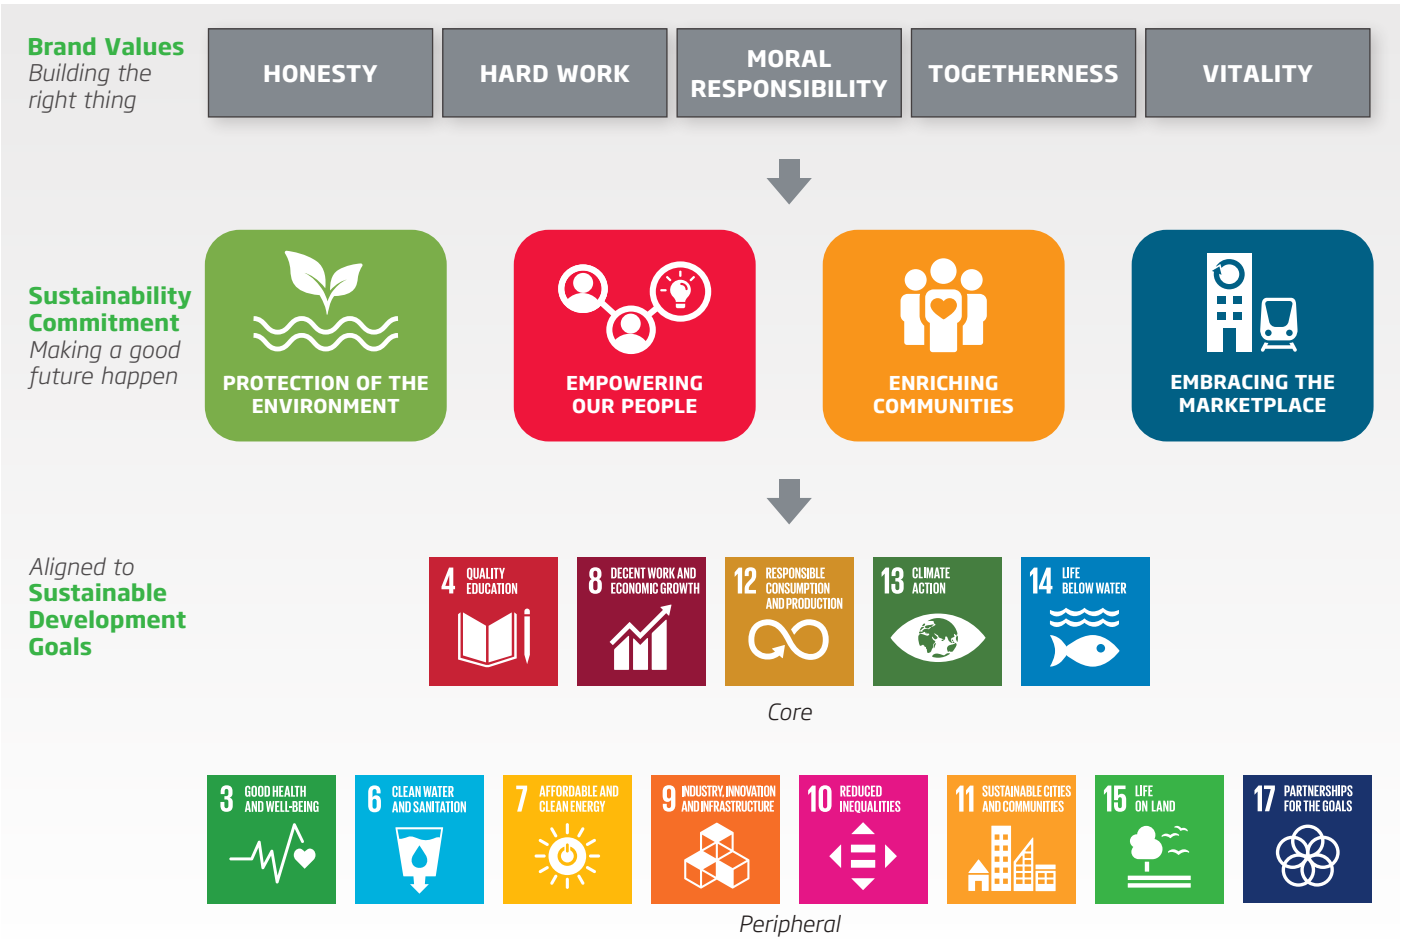 Brand Values
Building the
right thing
HONESTY
HARD WORK
MORAL
RESPONSIBILITY
TOGETHERNESS
VITALITY
Sustainability
Commitment
Making a good
future happen
PROTECTION OF THE
ENVIRONMENT
EMPOWERING
OUR PEOPLE
ENRICHING
COMMUNITIES
EMBRACING THE
MARKETPLACE
Aligned to
Sustainable
Development
Goals
4 QUALITY
EDUCATION
8 DECENT WORK AND
ECONOMIC GROWTH
12 RESPONSIBLE
CONSUMPTION
AND PRODUCTION
13 CLIMATE
ACTION
14 LIFE
BELOW WATER
Core
3 GOOD HEALTH
AND WELL-BEING
6 CLEAN WATER
AND SANITATION
7 AFFORDABLE AND
CLEAN ENERGY
9 INDUSTRY, INNOVATION
AND INFRASTRUCTURE
10 REDUCED
INEQUALITIES
11 SUSTAINABLE CITIES
AND COMMUNITIES
15 LIFE
ON LAND
17 PARTNERSHIPS
FOR THE GOALS
Peripheral